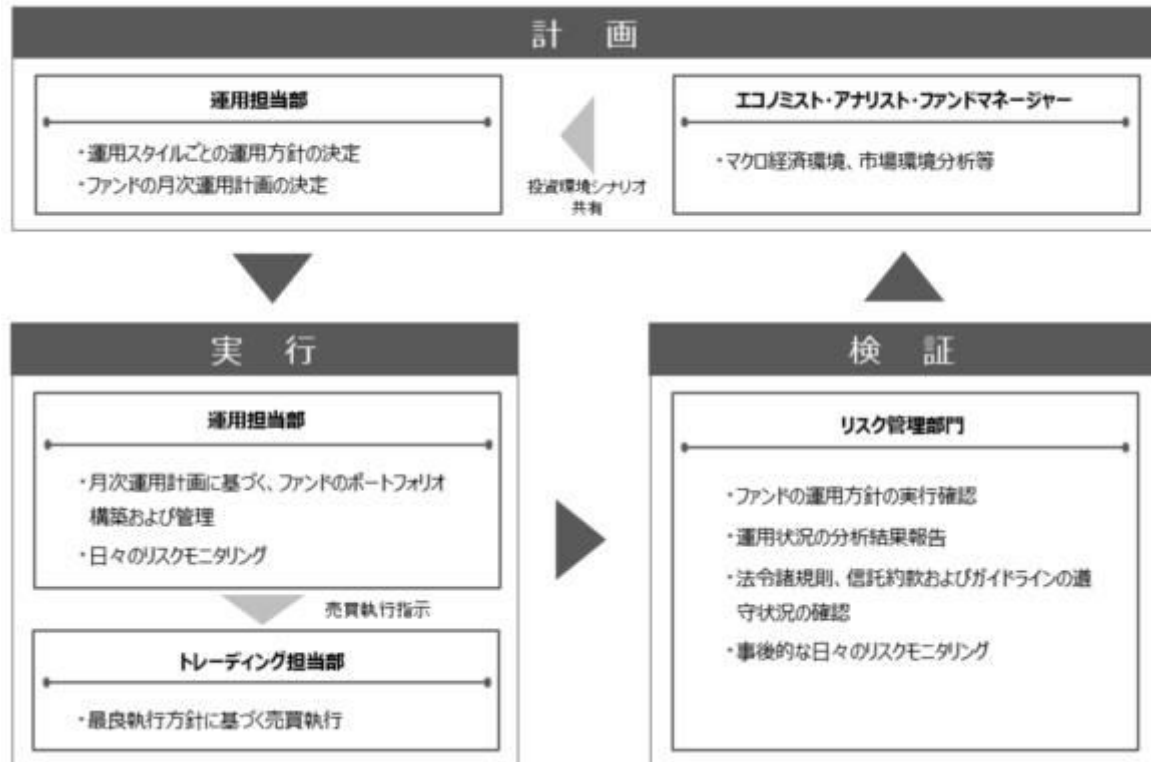 計 画
運用担当部
・運用スタイルごとの運用方針の決定
・ファンドの月次運用計画の決定
投資環境シナリオ
共有
エコノミスト・アナリスト・ファンドマネージャー
・マクロ経済環境、市場環境分析等
実 行
運用担当部
・月次運用計画に基づく、ファンドのポートフォリオ
構築および管理
・日々のリスクモニタリング
売買執行指示
トレーディング担当部
・最良執行方針に基づく売買執行
検 証
リスク管理部門
・ファンドの運用方針の実行確認
・運用状況の分析結果報告
・法令諸規則、信託約款およびガイドラインの遵
守状況の確認
・事後的な日々のリスクモニタリング